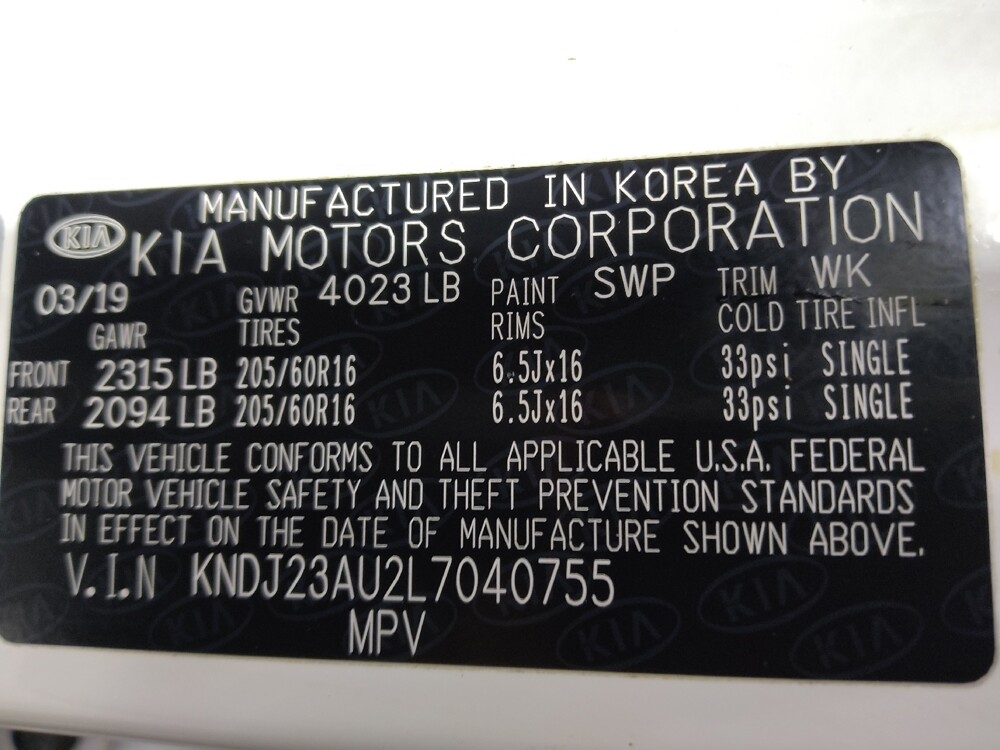 MANUFACTURED IN KOREA BY
KIA KIA MOTORS CORPORATION
03/19 GVWR 4023 LB PAINT SWP TRIM WK
GAWR TIRES RIMS COLD TIRE INFL
FRONT 2315 LB 205/60R16 6.5Jx16 33psi SINGLE
REAR 2094 LB 205/60R16 6.5Jx16 33psi SINGLE
THIS VEHICLE CONFORMS TO ALL APPLICABLE U.S.A. FEDERAL
MOTOR VEHICLE SAFETY AND THEFT PREVENTION STANDARDS
IN EFFECT ON THE DATE OF MANUFACTURE SHOWN ABOVE.
V.I.N KNDJ23AU2L7040755
MPV